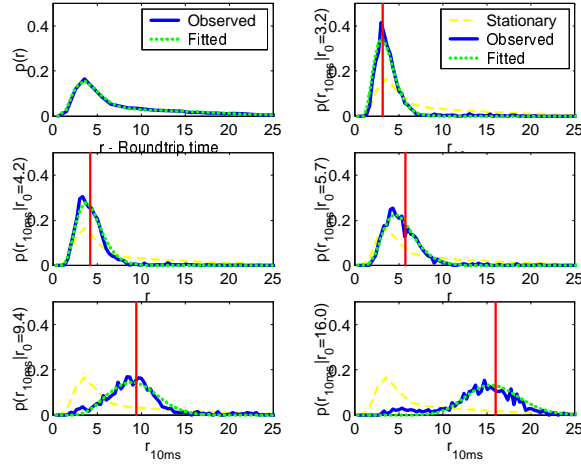 Observed
Fitted
p(r)
0.4
0.2
0
0 5 10 15 20 25
r - Roundtrip time
Stationary
Observed
Fitted
p(r10ms|r0=3.2)
0.4
0.2
0
0 5 10 15 20 25
p(r10ms|r0=4.2)
0.4
0.2
0
0 5 10 15 20 25
r
p(r10ms|r0=5.7)
0.4
0.2
0
0 5 10 15 20 25
r
p(r10ms|r0=9.4)
0.4
0.2
0
0 5 10 15 20 25
r10ms
p(r10ms|r0=16.0)
0.4
0.2
0
0 5 10 15 20 25
r10ms